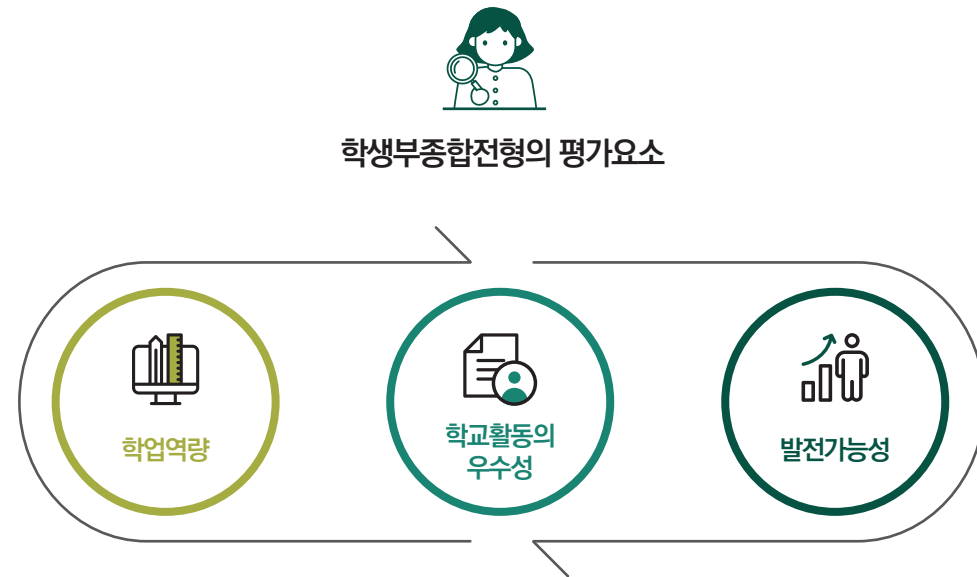 학생부종합전형의 평가요소
학업역량
학교활동의
우수성
발전가능성